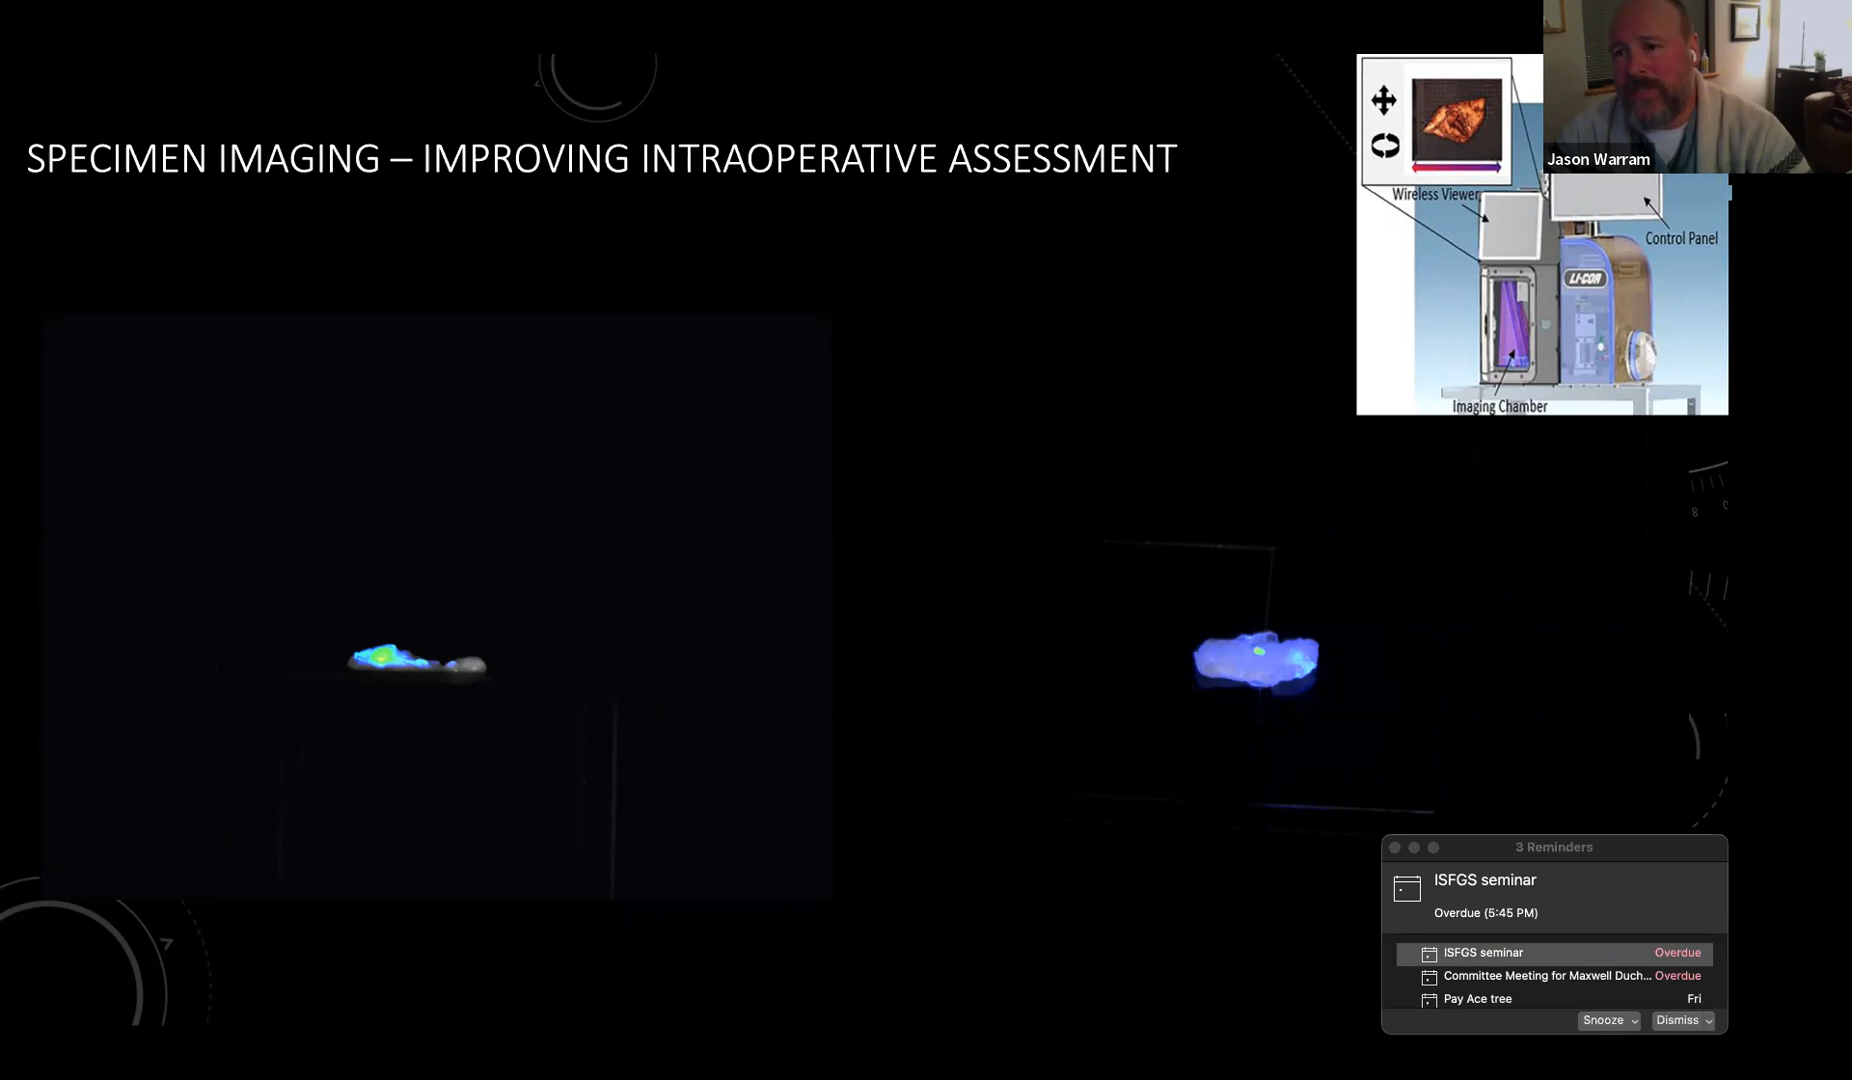 SPECIMEN IMAGING – IMPROVING INTRAOPERATIVE ASSESSMENT
Jason Warram
Wireless Viewer
Control Panel
LI-COR
Imaging Chamber
8
3 Reminders
ISFGS seminar
Overdue (5:45 PM)
ISFGS seminar Overdue
Committee Meeting for Maxwell Duch... Overdue
Pay Ace tree Fri
Snooze Dismiss